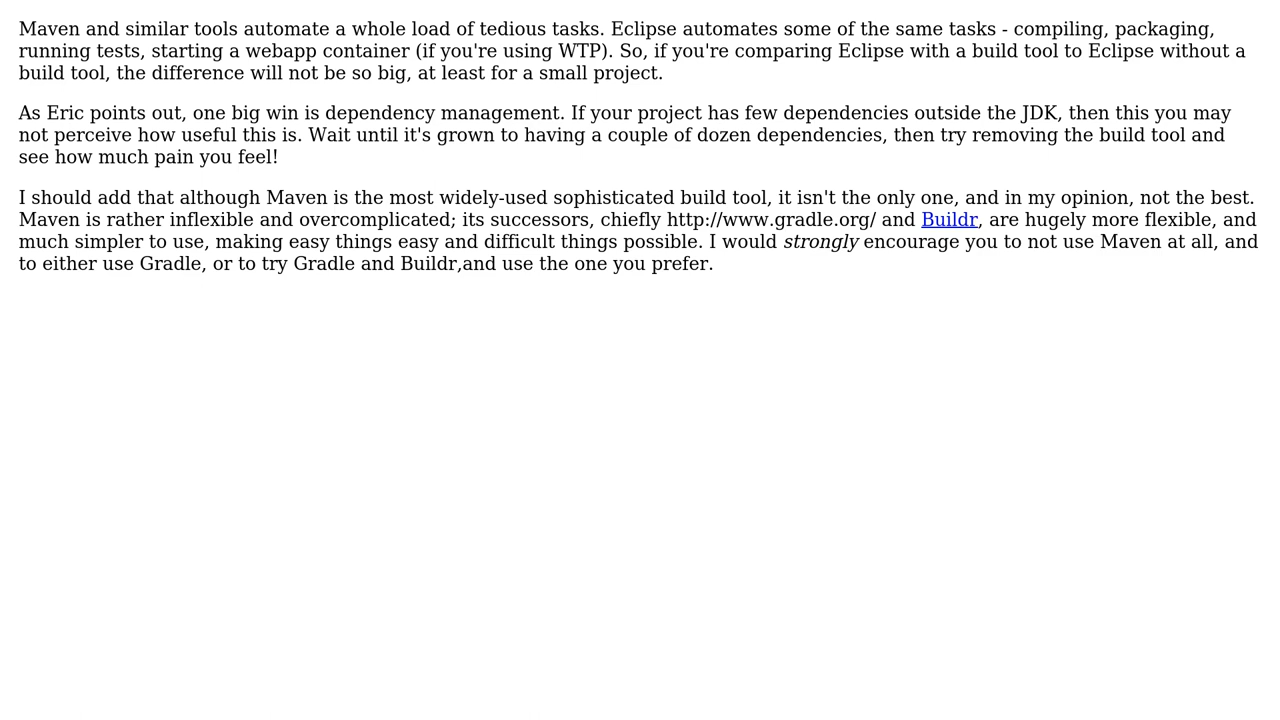 Maven and similar tools automate a whole load of tedious tasks. Eclipse automates some of the same tasks - compiling, packaging,
running tests, starting a webapp container (if you're using WTP). So, if you're comparing Eclipse with a build tool to Eclipse without a
build tool, the difference will not be so big, at least for a small project.
As Eric points out, one big win is dependency management. If your project has few dependencies outside the JDK, then this you may
not perceive how useful this is. Wait until it's grown to having a couple of dozen dependencies, then try removing the build tool and
see how much pain you feel!
I should add that although Maven is the most widely-used sophisticated build tool, it isn't the only one, and in my opinion, not the best.
Maven is rather inflexible and overcomplicated; its successors, chiefly http://www.gradle.org/ and Buildr, are hugely more flexible, and
much simpler to use, making easy things easy and difficult things possible. I would strongly encourage you to not use Maven at all, and
to either use Gradle, or to try Gradle and Buildr,and use the one you prefer.